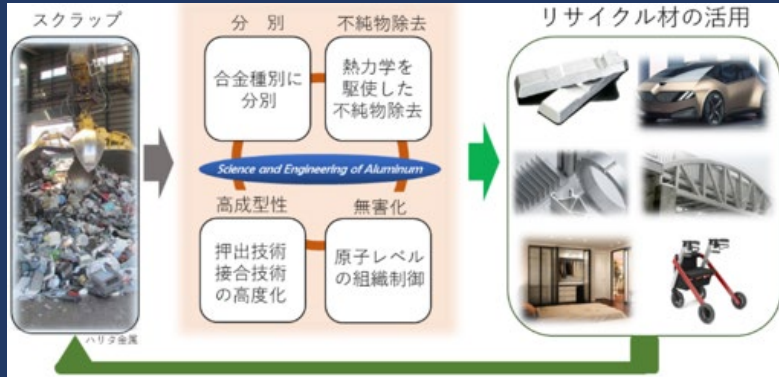 スクラップ
分 別
不純物除去
リサイクル材の活用
合金種別に
分別
熱力学を
駆使した
不純物除去
Science and Engineering of Aluminum
高成型性
無害化
押出技術
接合技術
の高度化
原子レベル
の組織制御
ハリタ金属